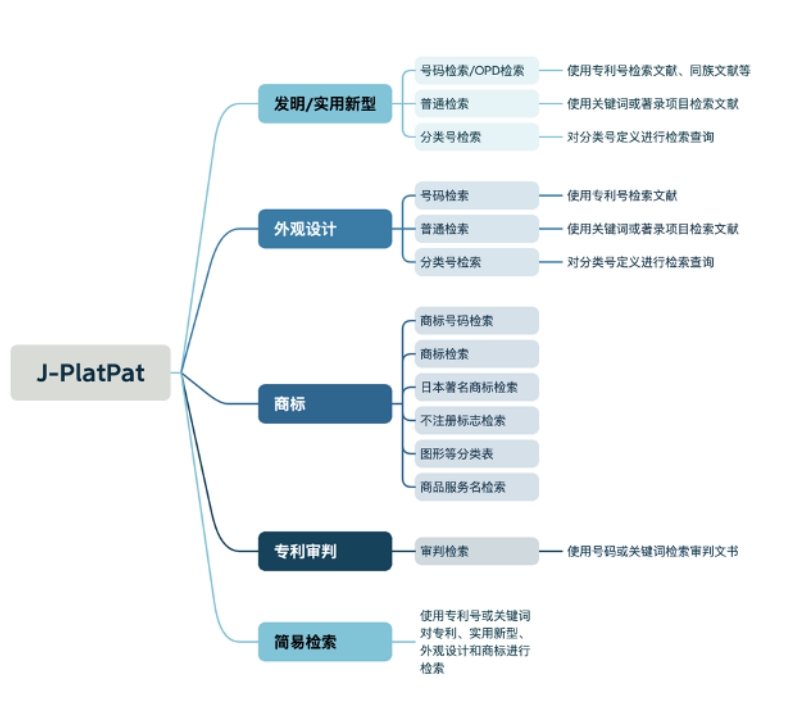 J-PlatPat
发明/实用新型
号码检索/OPD检索
使用专利号检索文献、同族文献等
普通检索
使用关键词或著录项目检索文献
分类号检索
对分类号定义进行检索查询
外观设计
号码检索
使用专利号检索文献
普通检索
使用关键词或著录项目检索文献
分类号检索
对分类号定义进行检索查询
商标
商标号码检索
商标检索
日本著名商标检索
不注册标志检索
图形等分类表
商品服务名检索
专利审判
审判检索
使用号码或关键词检索审判文书
简易检索
使用专利号或关键词
对专利、实用新型、
外观设计和商标进行
检索